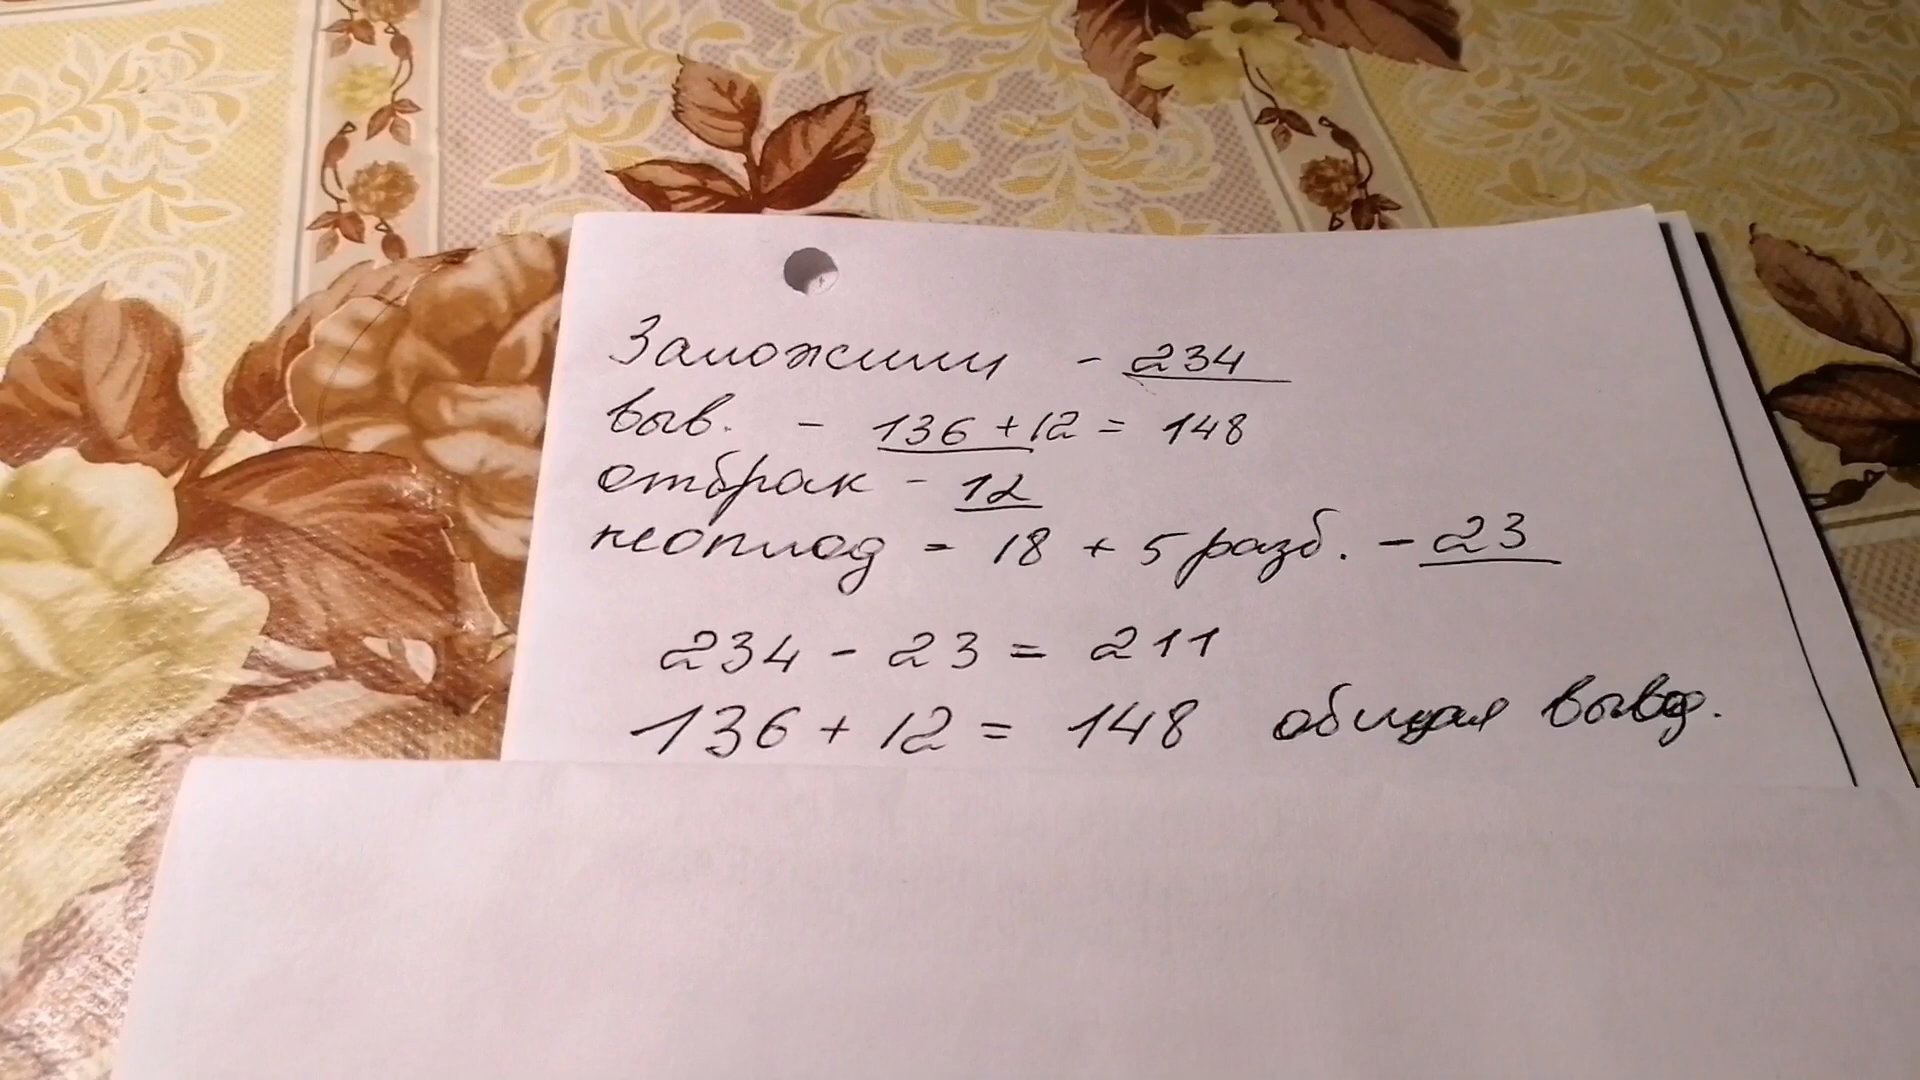 Заложили - 234
выв. - 136 + 12 = 148
отбрак - 12
неоплод - 18 + 5 разб. - 23
234 - 23 = 211
136 + 12 = 148 общая вывод.